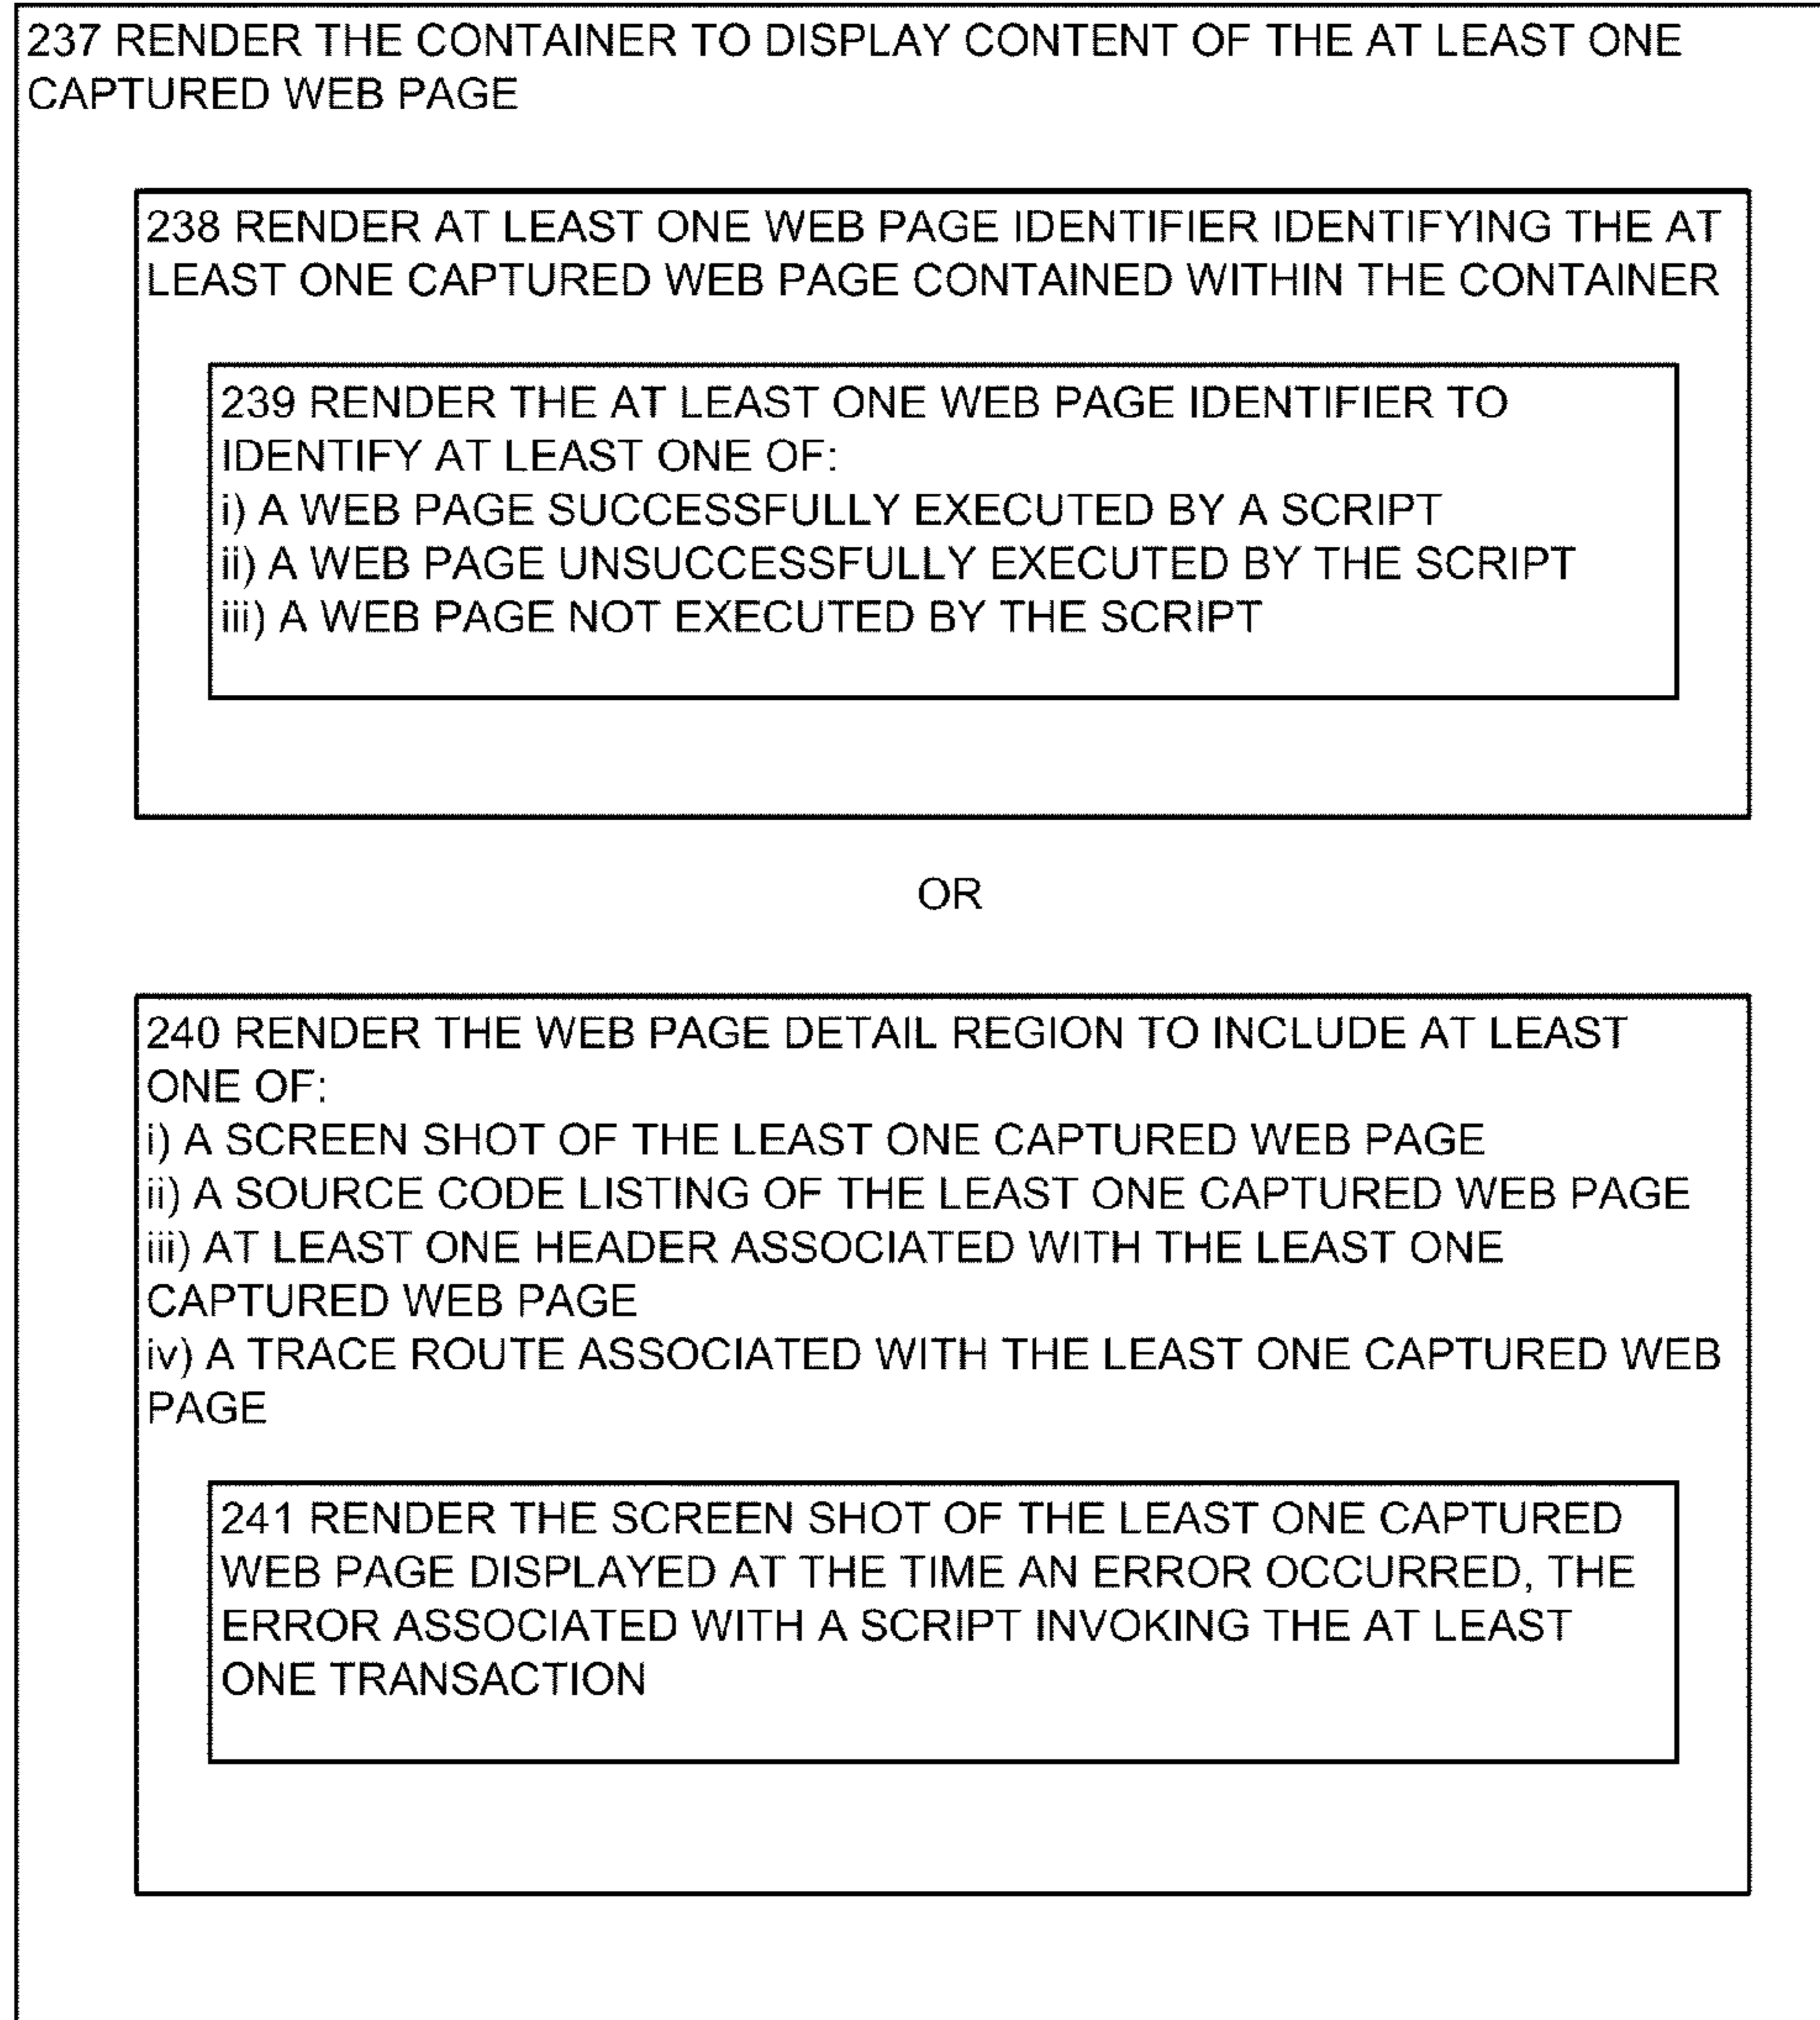 237 RENDER THE CONTAINER TO DISPLAY CONTENT OF THE AT LEAST ONE
CAPTURED WEB PAGE
238 RENDER AT LEAST ONE WEB PAGE IDENTIFIER IDENTIFYING THE AT
LEAST ONE CAPTURED WEB PAGE CONTAINED WITHIN THE CONTAINER
239 RENDER THE AT LEAST ONE WEB PAGE IDENTIFIER TO
IDENTIFY AT LEAST ONE OF:
i) A WEB PAGE SUCCESSFULLY EXECUTED BY A SCRIPT
ii) A WEB PAGE UNSUCCESSFULLY EXECUTED BY THE SCRIPT
iii) A WEB PAGE NOT EXECUTED BY THE SCRIPT
OR
240 RENDER THE WEB PAGE DETAIL REGION TO INCLUDE AT LEAST
ONE OF:
i) A SCREEN SHOT OF THE LEAST ONE CAPTURED WEB PAGE
ii) A SOURCE CODE LISTING OF THE LEAST ONE CAPTURED WEB PAGE
iii) AT LEAST ONE HEADER ASSOCIATED WITH THE LEAST ONE
CAPTURED WEB PAGE
iv) A TRACE ROUTE ASSOCIATED WITH THE LEAST ONE CAPTURED WEB
PAGE
241 RENDER THE SCREEN SHOT OF THE LEAST ONE CAPTURED
WEB PAGE DISPLAYED AT THE TIME AN ERROR OCCURRED, THE
ERROR ASSOCIATED WITH A SCRIPT INVOKING THE AT LEAST
ONE TRANSACTION